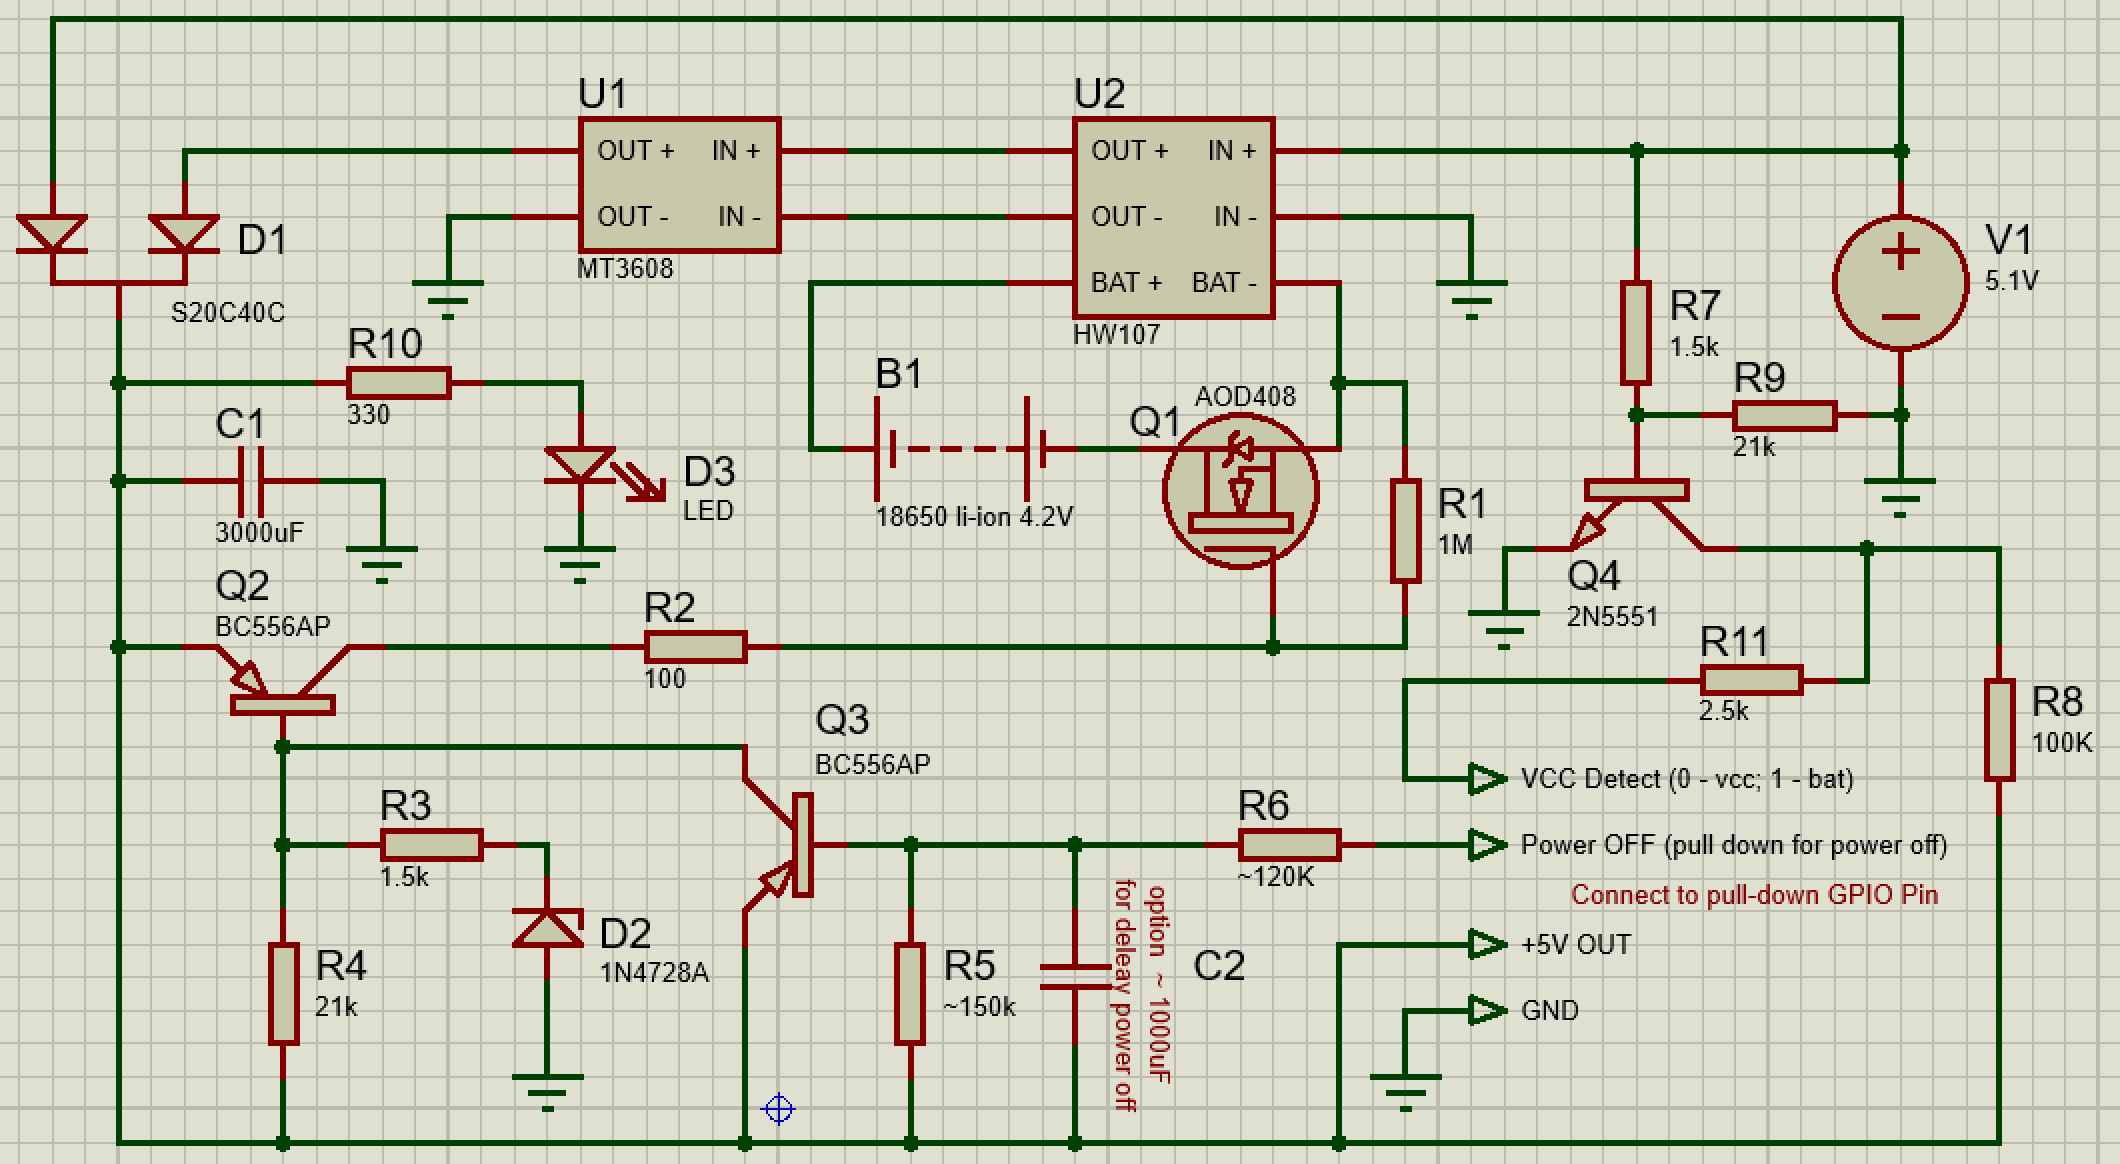 U1
OUT + IN +
OUT - IN -
MT3608
U2
OUT + IN +
OUT - IN -
BAT + BAT -
HW107
D1
S20C40C
V1
5.1V
R7
1.5k
R9
21k
R10
330
C1
3000uF
D3
LED
B1
18650 li-ion 4.2V
Q1
AOD408
R1
1M
Q4
2N5551
Q2
BC556AP
R2
100
R11
2.5k
R8
100K
Q3
BC556AP
VCC Detect (0 - vcc; 1 - bat)
R3
1.5k
R6
~120K
Power OFF (pull down for power off)
Connect to pull-down GPIO Pin
option ~ 1000uF
for deleay power off
D2
1N4728A
R4
21k
R5
~150k
C2
+5V OUT
GND